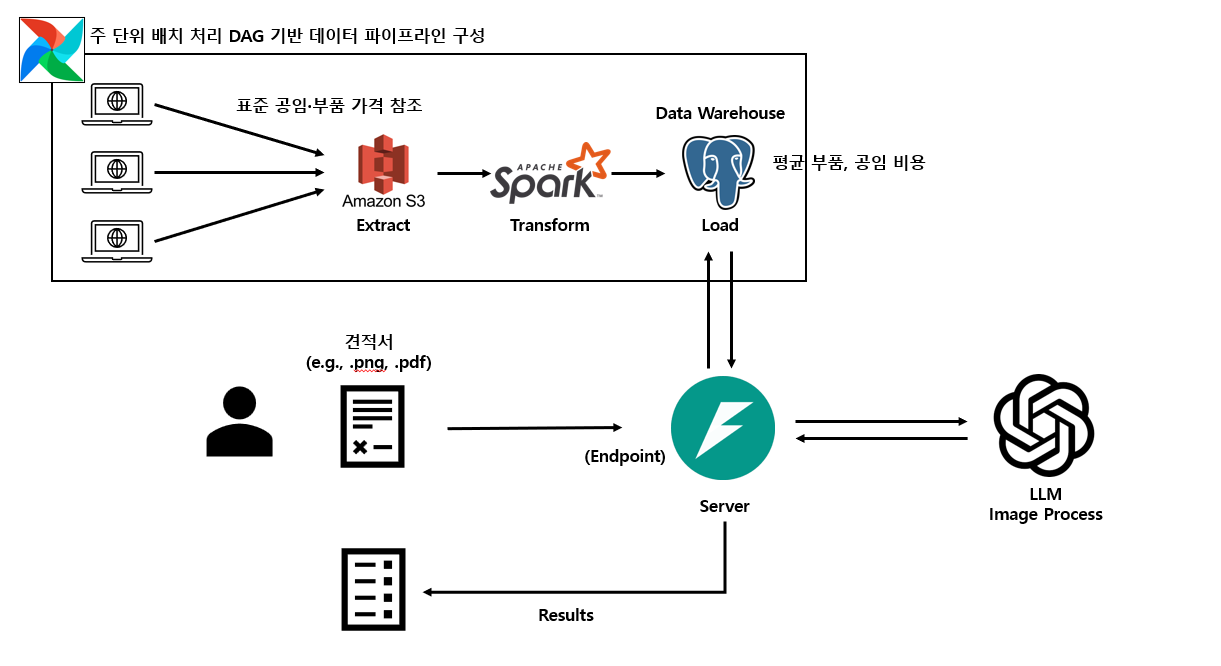 주 단위 배치 처리 DAG 기반 데이터 파이프라인 구성
표준 공임·부품 가격 참조
Data Warehouse
평균 부품, 공임 비용
Amazon S3
APACHE
Spark
TM
Extract
Transform
Load
견적서
(e.g., .png, .pdf)
(Endpoint)
Server
LLM
Image Process
Results